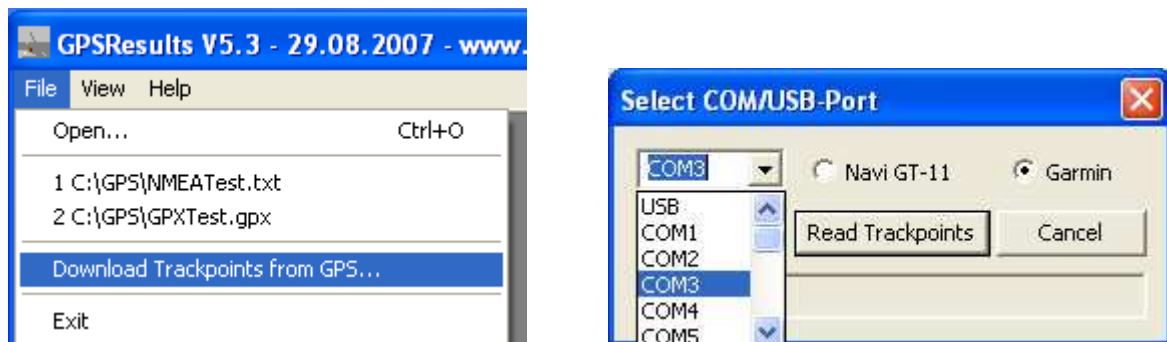 GPSResults V5.3 - 29.08.2007 - www.
File View Help
Open... Ctrl+O
1 C:\GPS\NMEATest.txt
2 C:\GPS\GPXTest.gpx
Download Trackpoints from GPS...
Exit
Select COM/USB-Port
COM3 Navi GT-11 Garmin
USB
COM1 Read Trackpoints Cancel
COM2
COM3
COM4
COM5